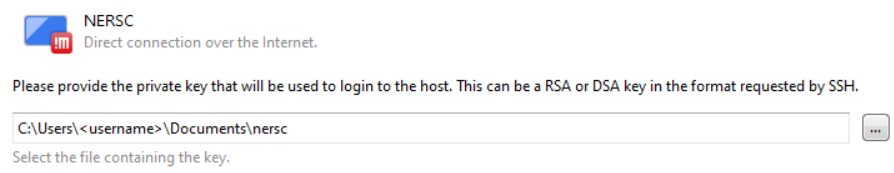 NERSC
Direct connection over the Internet.
!m
Please provide the private key that will be used to login to the host. This can be a RSA or DSA key in the format requested by SSH.
C:\Users\<username>\Documents\nersc
...
Select the file containing the key.